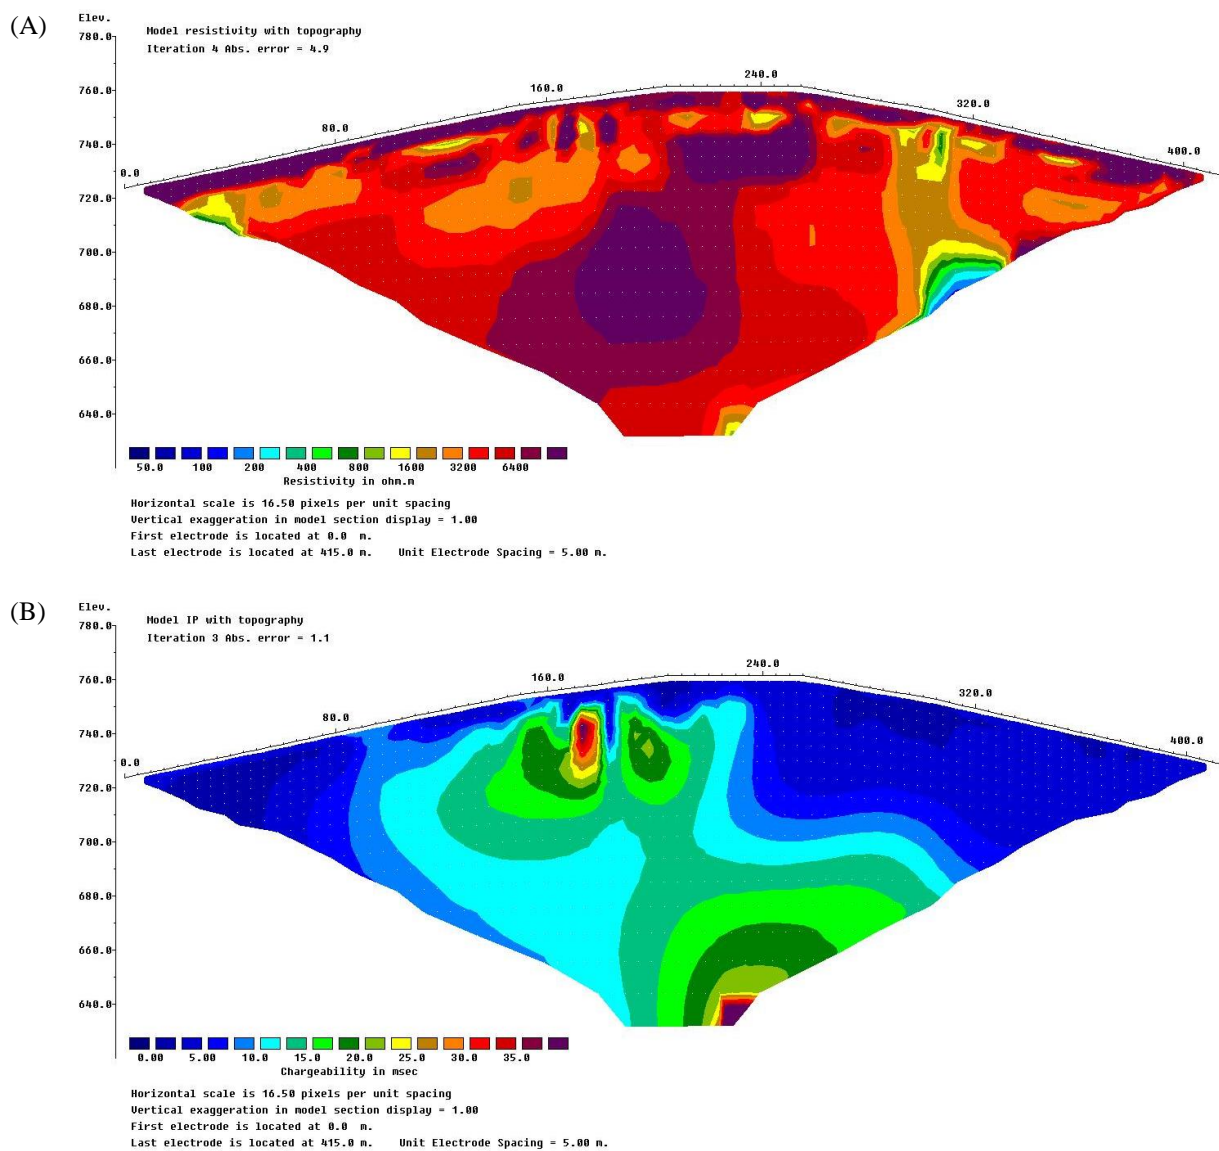 (A)
Elev.
780.0
Model resistivity with topography
Iteration 4 Abs. error = 4.9
760.0
740.0
720.0
700.0
680.0
660.0
640.0
0.0
80.0
160.0
240.0
320.0
400.0
50.0 100 200 400 800 1600 3200 6400
Resistivity in ohm.m
Horizontal scale is 16.50 pixels per unit spacing
Vertical exaggeration in model section display = 1.00
First electrode is located at 0.0 m.
Last electrode is located at 415.0 m. Unit Electrode Spacing = 5.00 m.
(B)
Elev.
780.0
Model IP with topography
Iteration 3 Abs. error = 1.1
760.0
740.0
720.0
700.0
680.0
660.0
640.0
0.0
80.0
160.0
240.0
320.0
400.0
0.00 5.00 10.0 15.0 20.0 25.0 30.0 35.0
Chargeability in msec
Horizontal scale is 16.50 pixels per unit spacing
Vertical exaggeration in model section display = 1.00
First electrode is located at 0.0 m.
Last electrode is located at 415.0 m. Unit Electrode Spacing = 5.00 m.